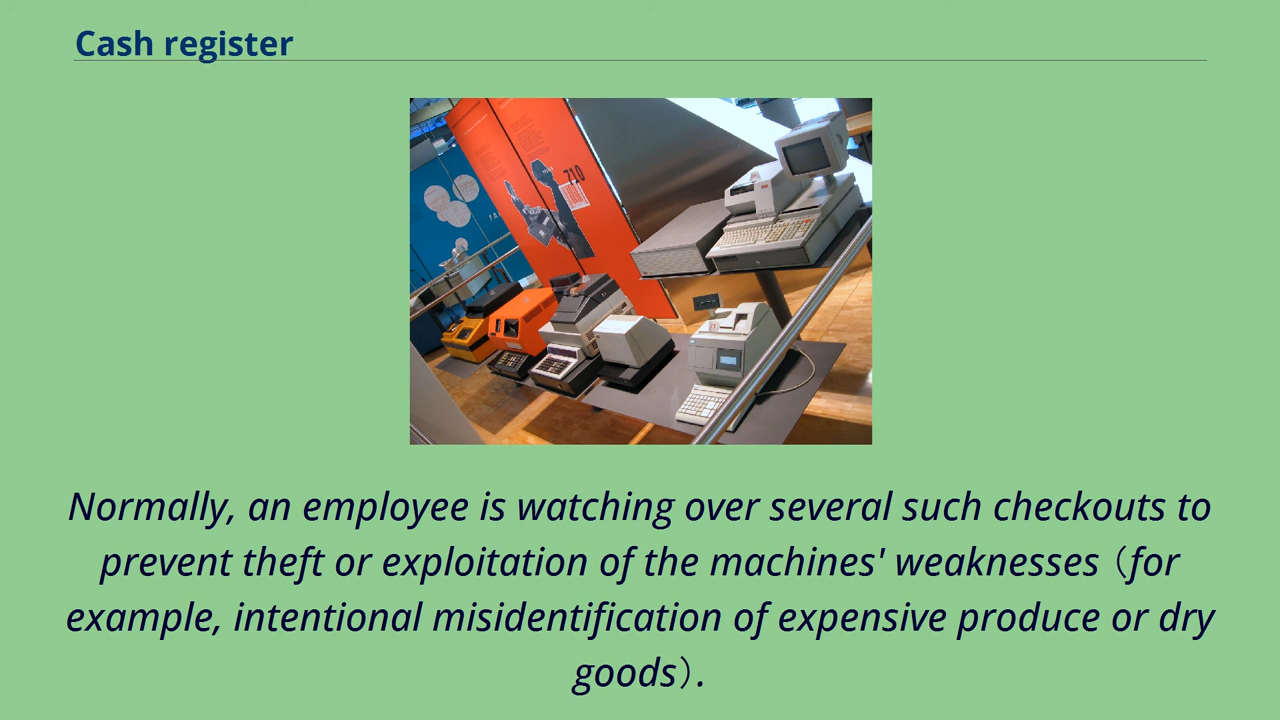 Cash register
710
Normally, an employee is watching over several such checkouts to
prevent theft or exploitation of the machines' weaknesses (for
example, intentional misidentification of expensive produce or dry
goods).